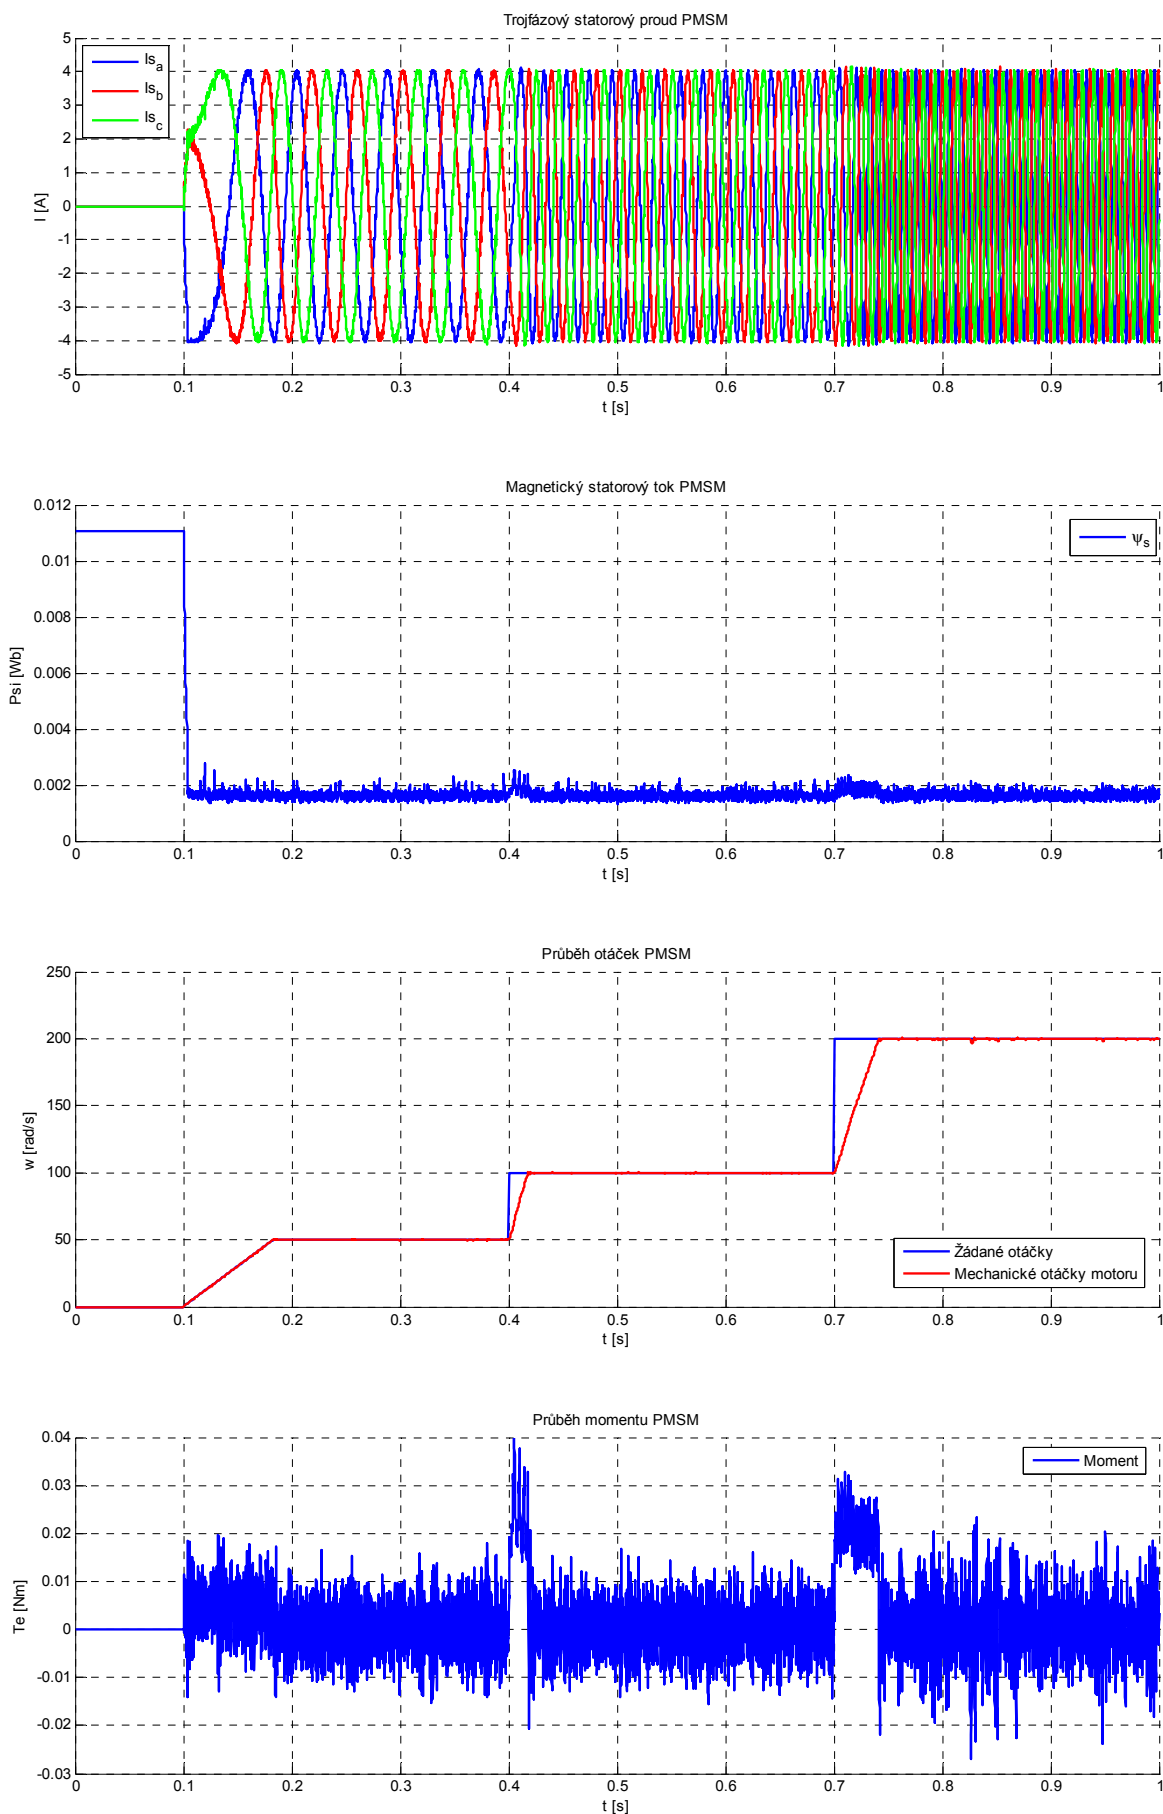 Trojfázový statorový proud PMSM
5
4
3
2
1
0
-1
-2
-3
-4
-5
I [A]
Is_a
Is_b
Is_c
0 0.1 0.2 0.3 0.4 0.5 0.6 0.7 0.8 0.9 1
t [s]
Magnetický statorový tok PMSM
0.012
0.01
0.008
0.006
0.004
0.002
0
Psi [Wb]
ψ_s
0 0.1 0.2 0.3 0.4 0.5 0.6 0.7 0.8 0.9 1
t [s]
Průběh otáček PMSM
250
200
150
100
50
0
w [rad/s]
Žádané otáčky
Mechanické otáčky motoru
0 0.1 0.2 0.3 0.4 0.5 0.6 0.7 0.8 0.9 1
t [s]
Průběh momentu PMSM
0.04
0.03
0.02
0.01
0
-0.01
-0.02
-0.03
Te [Nm]
Moment
0 0.1 0.2 0.3 0.4 0.5 0.6 0.7 0.8 0.9 1
t [s]